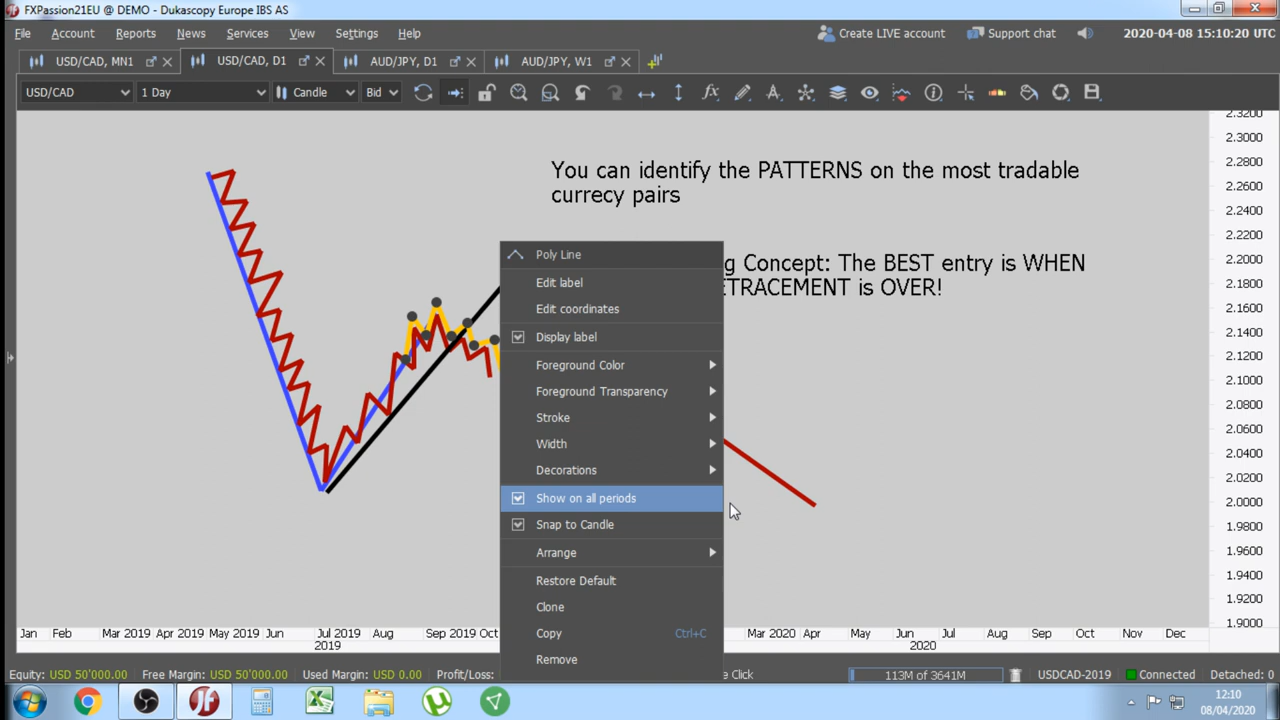 FXPassion21EU @ DEMO - Dukascopy Europe IBS AS
File Account Reports News Services View Settings Help
Create LIVE account Support chat 2020-04-08 15:10:20 UTC
USD/CAD, MN1 USD/CAD, D1 AUD/JPY, D1 AUD/JPY, W1
USD/CAD 1 Day Candle Bid
You can identify the PATTERNS on the most tradable
currecy pairs
g Concept: The BEST entry is WHEN
ETRACEMENT is OVER!
Poly Line
Edit label
Edit coordinates
Display label
Foreground Color
Foreground Transparency
Stroke
Width
Decorations
Show on all periods
Snap to Candle
Arrange
Restore Default
Clone
Copy Ctrl+C
Remove
2.3200
2.3000
2.2800
2.2600
2.2400
2.2200
2.2000
2.1800
2.1600
2.1400
2.1200
2.1000
2.0800
2.0600
2.0400
2.0200
2.0000
1.9800
1.9600
1.9400
1.9200
1.9000
Jan Feb Mar 2019 Apr 2019 May 2019 Jun Jul 2019 Aug Sep 2019 Oct Mar 2020 Apr May Jun Jul Aug Sep Oct Nov Dec
2019 2020
Equity: USD 50'000.00 Free Margin: USD 50'000.00 Used Margin: USD 0.00 Profit/Loss: e Click 113M of 3641M USDCAD-2019 Connected Detached: 0
12:10
08/04/2020